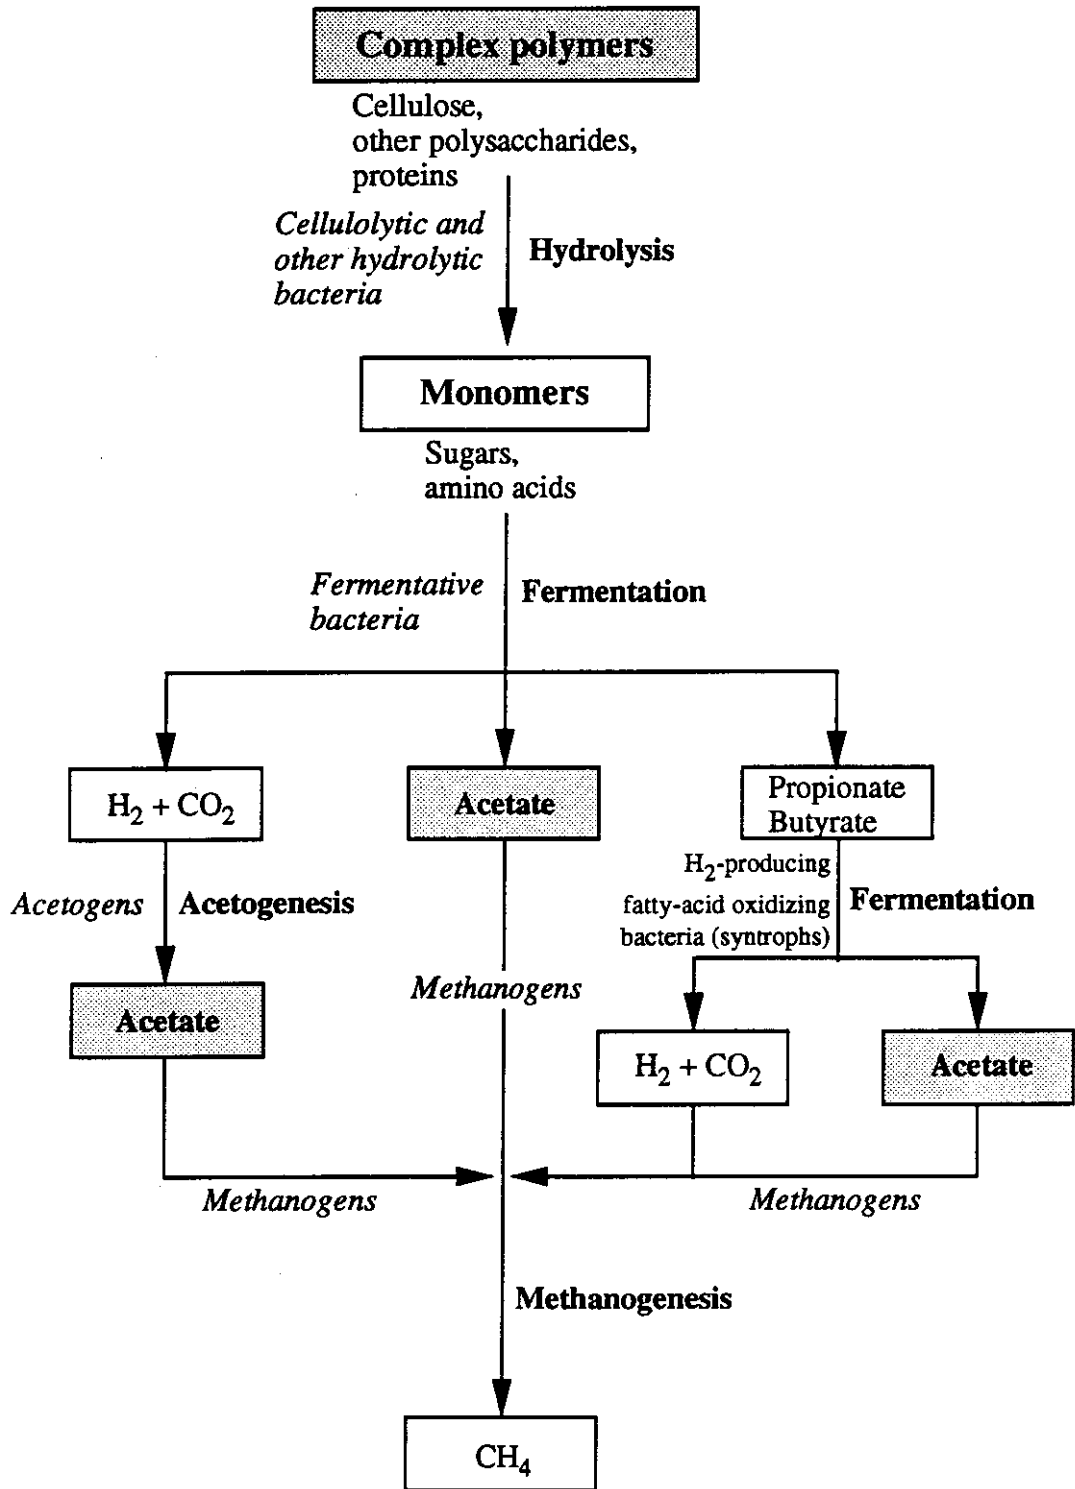 Complex polymers
Cellulose,
other polysaccharides,
proteins
Cellulolytic and
other hydrolytic
bacteria
Hydrolysis
Monomers
Sugars,
amino acids
Fermentative
bacteria
Fermentation
H₂ + CO₂
Acetate
Propionate
Butyrate
Acetogens
Acetogenesis
H₂-producing
fatty-acid oxidizing
bacteria (syntrophs)
Fermentation
Acetate
Methanogens
H₂ + CO₂
Acetate
Methanogens
Methanogens
Methanogenesis
CH₄